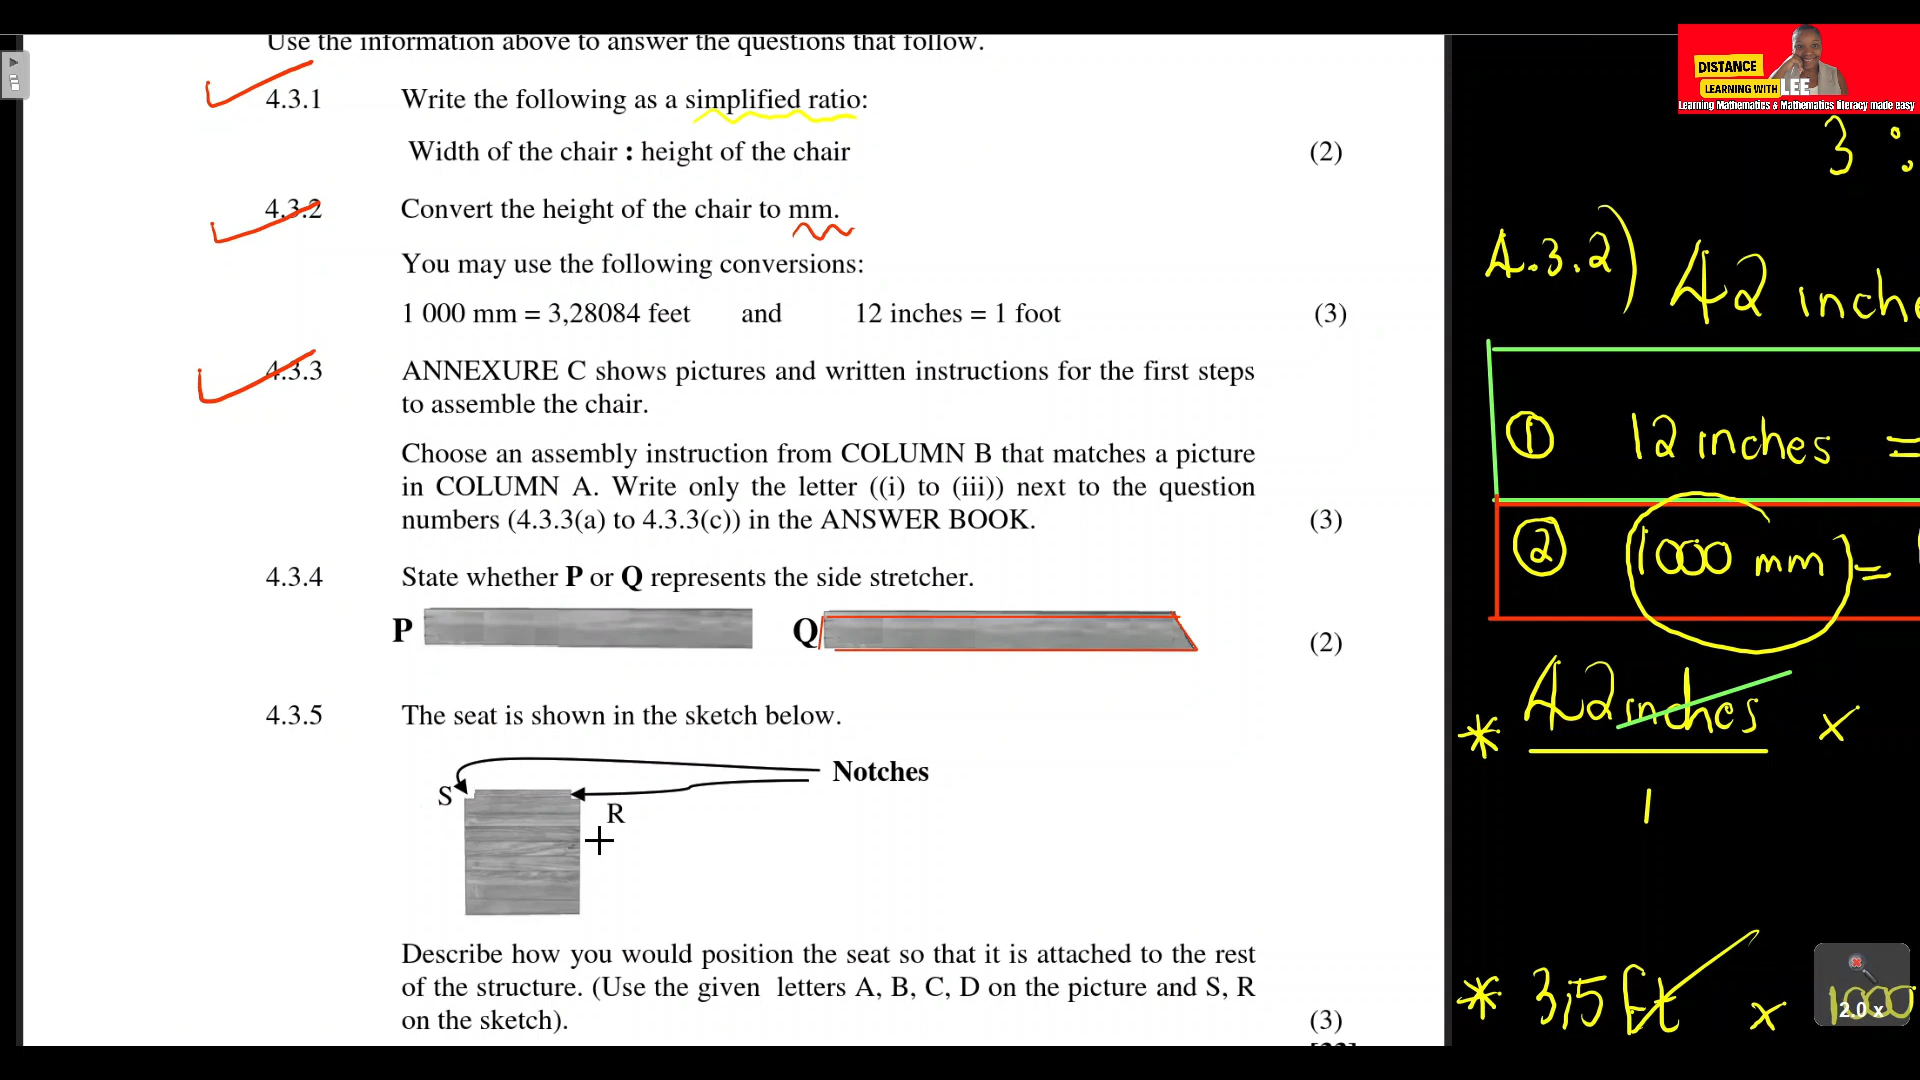 Use the information above to answer the questions that follow.
4.3.1 Write the following as a simplified ratio:
Width of the chair : height of the chair (2)
4.3.2 Convert the height of the chair to mm.
You may use the following conversions:
1 000 mm = 3,28084 feet and 12 inches = 1 foot (3)
4.3.3 ANNEXURE C shows pictures and written instructions for the first steps
to assemble the chair.
Choose an assembly instruction from COLUMN B that matches a picture
in COLUMN A. Write only the letter ((i) to (iii)) next to the question
numbers (4.3.3(a) to 4.3.3(c)) in the ANSWER BOOK. (3)
4.3.4 State whether P or Q represents the side stretcher.
P Q (2)
4.3.5 The seat is shown in the sketch below.
Notches
S
R
Describe how you would position the seat so that it is attached to the rest
of the structure. (Use the given letters A, B, C, D on the picture and S, R
on the sketch). (3)
DISTANCE
LEARNING WITH LEE
Learning Mathematics & Mathematics literacy made easy
3 :
4.3.2) 42 inche
① 12 inches =
② 1000 mm =
* 42 inches x
1
* 3,5 ft x 1000
2.0 x